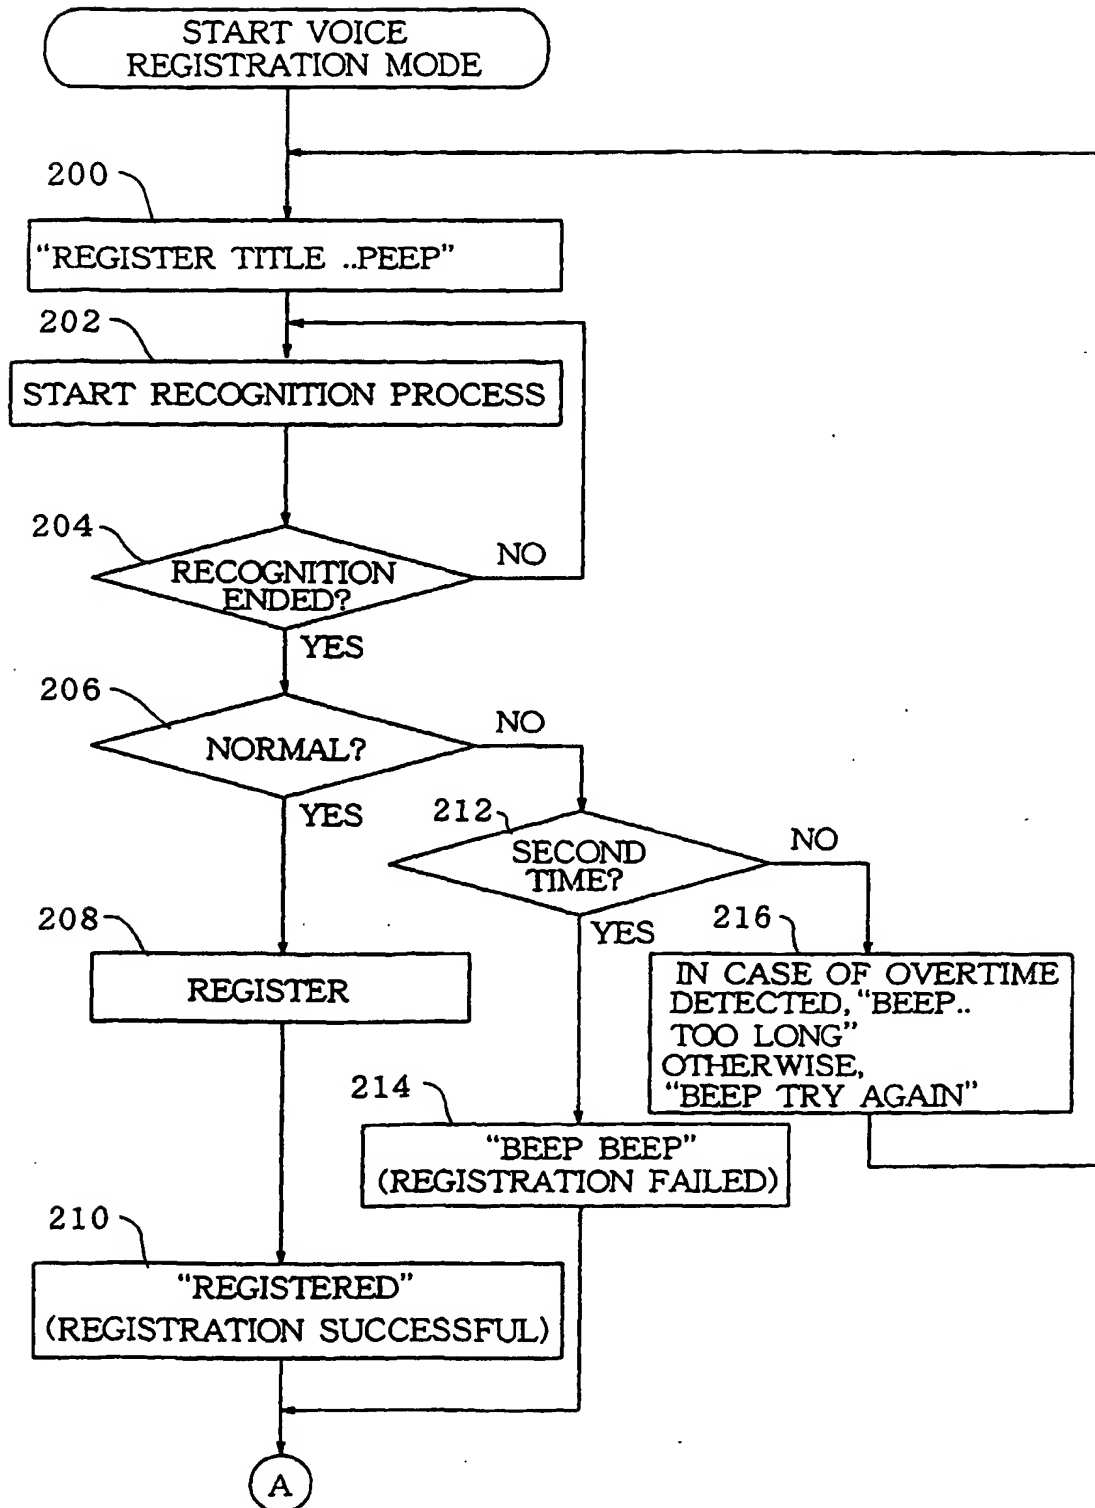 START VOICE
REGISTRATION MODE
200
“REGISTER TITLE ..PEEP”
202
START RECOGNITION PROCESS
204
RECOGNITION
ENDED?
NO
YES
206
NORMAL?
NO
YES
212
SECOND
TIME?
NO
YES
208
REGISTER
216
IN CASE OF OVERTIME
DETECTED, “BEEP..
TOO LONG”
OTHERWISE,
“BEEP TRY AGAIN”
214
“BEEP BEEP”
(REGISTRATION FAILED)
210
“REGISTERED”
(REGISTRATION SUCCESSFUL)
A